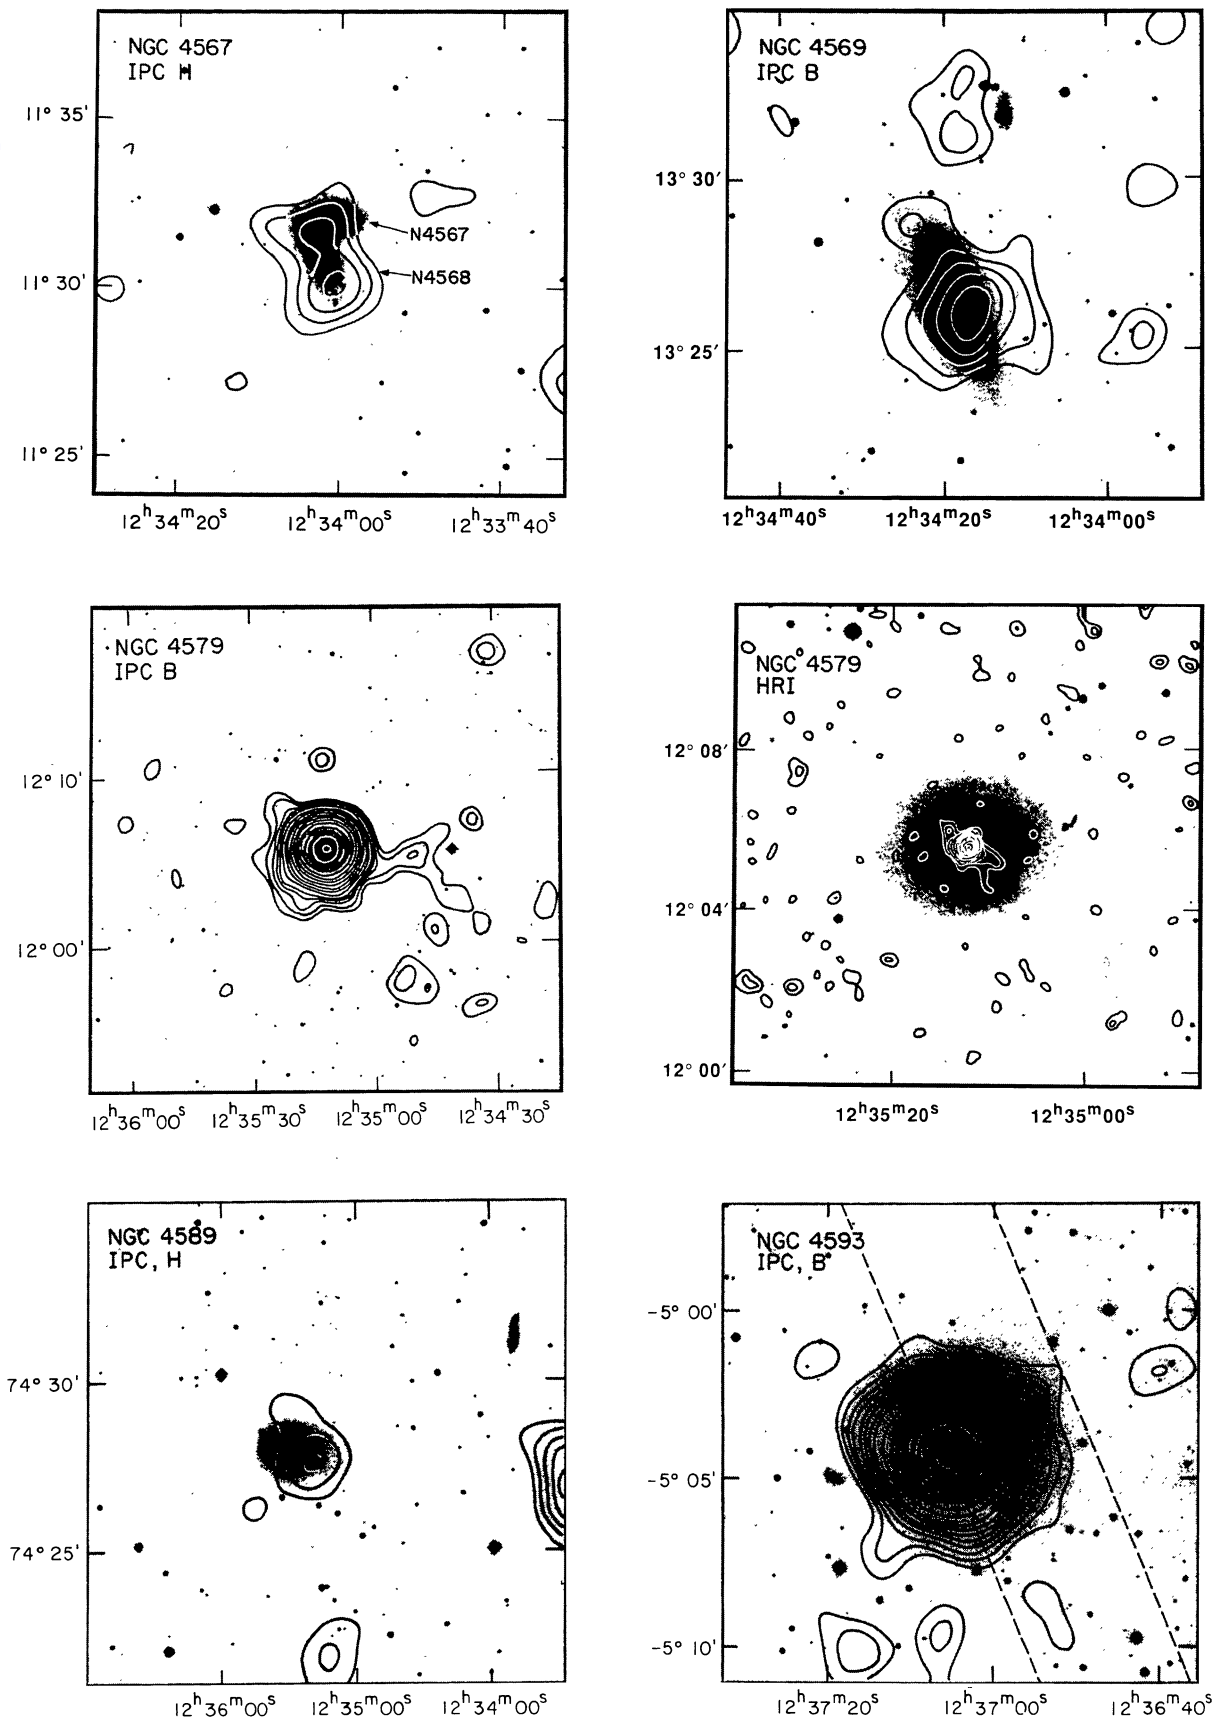 NGC 4567
IPC H
11° 35'
11° 30'
11° 25'
N4567
N4568
12ʰ34ᵐ20ˢ 12ʰ34ᵐ00ˢ 12ʰ33ᵐ40ˢ
NGC 4569
IPC B
13° 30'
13° 25'
12ʰ34ᵐ40ˢ 12ʰ34ᵐ20ˢ 12ʰ34ᵐ00ˢ
NGC 4579
IPC B
12° 10'
12° 00'
12ʰ36ᵐ00ˢ 12ʰ35ᵐ30ˢ 12ʰ35ᵐ00ˢ 12ʰ34ᵐ30ˢ
NGC 4579
HRI
12° 08'
12° 04'
12° 00'
12ʰ35ᵐ20ˢ 12ʰ35ᵐ00ˢ
NGC 4589
IPC, H
74° 30'
74° 25'
12ʰ36ᵐ00ˢ 12ʰ35ᵐ00ˢ 12ʰ34ᵐ00ˢ
NGC 4593
IPC, B
-5° 00'
-5° 05'
-5° 10'
12ʰ37ᵐ20ˢ 12ʰ37ᵐ00ˢ 12ʰ36ᵐ40ˢ